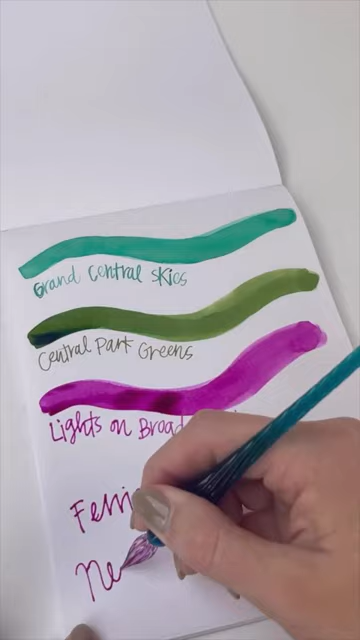 Grand Central Skies
Central Park Greens
Lights on Broad
Ferri
Ne